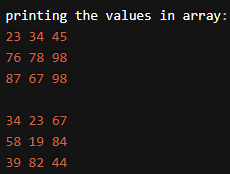 printing the values in array:
23 34 45
76 78 98
87 67 98

34 23 67
58 19 84
39 82 44